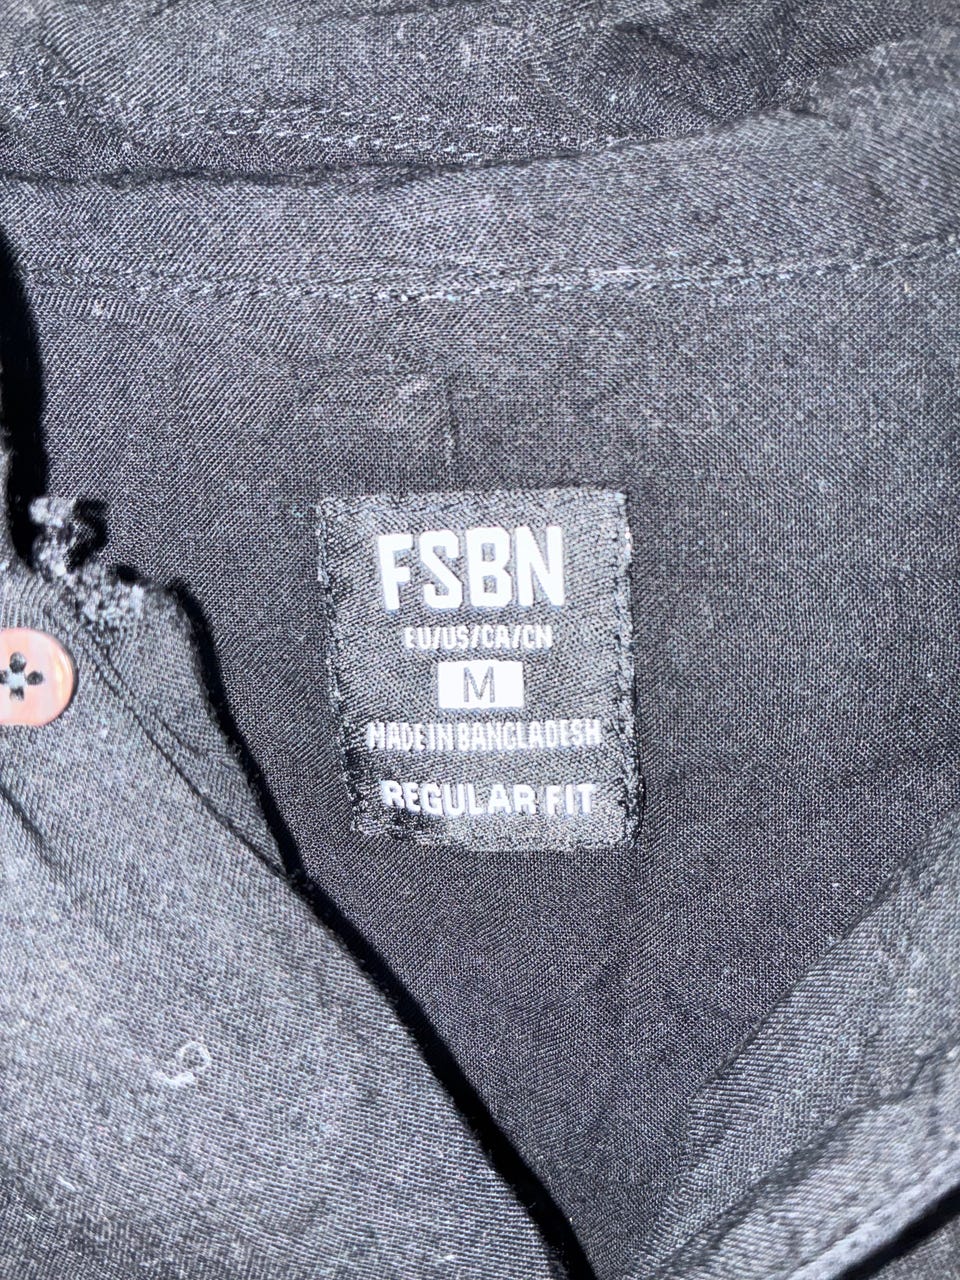 FSBN
EU/US/CA/CN
M
MADE IN BANGLADESH
REGULAR FIT